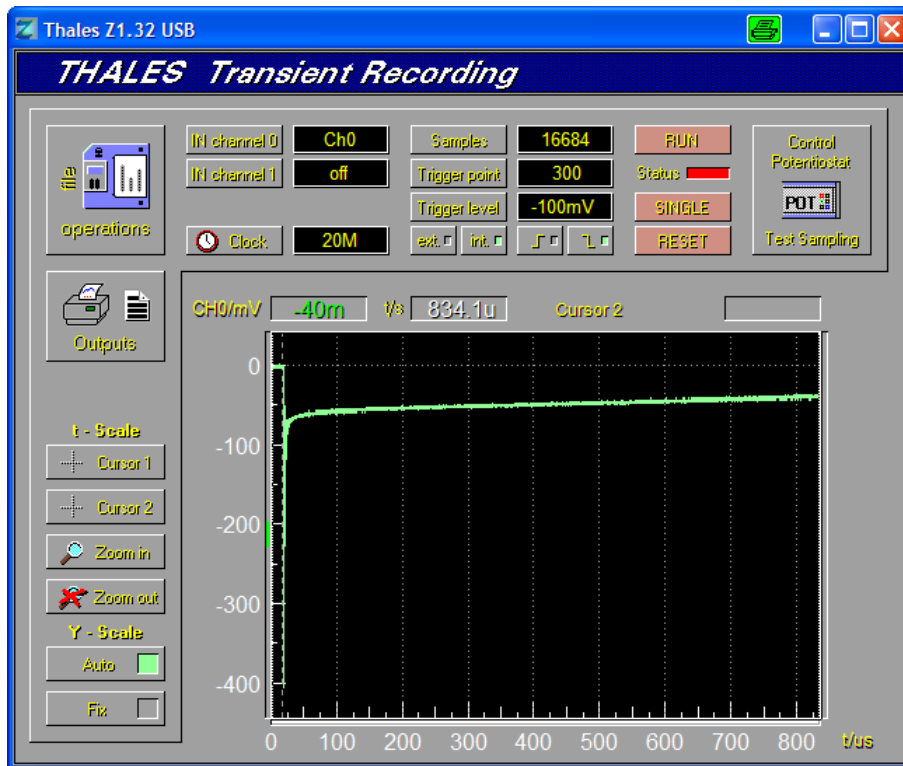 Thales Z1.32 USB
THALES Transient Recording
file
operations
IN channel 0 Ch0
IN channel 1 off
Clock 20M
Samples 16684
Trigger point 300
Trigger level -100mV
ext. int.
RUN
Status
SINGLE
RESET
Control
Potentiostat
POT
Test Sampling
Outputs
CH0/mV -40m t/s 834.1u Cursor 2
t - Scale
Cursor 1
Cursor 2
Zoom in
Zoom out
Y - Scale
Auto
Fix
0
-100
-200
-300
-400
0 100 200 300 400 500 600 700 800 t/us